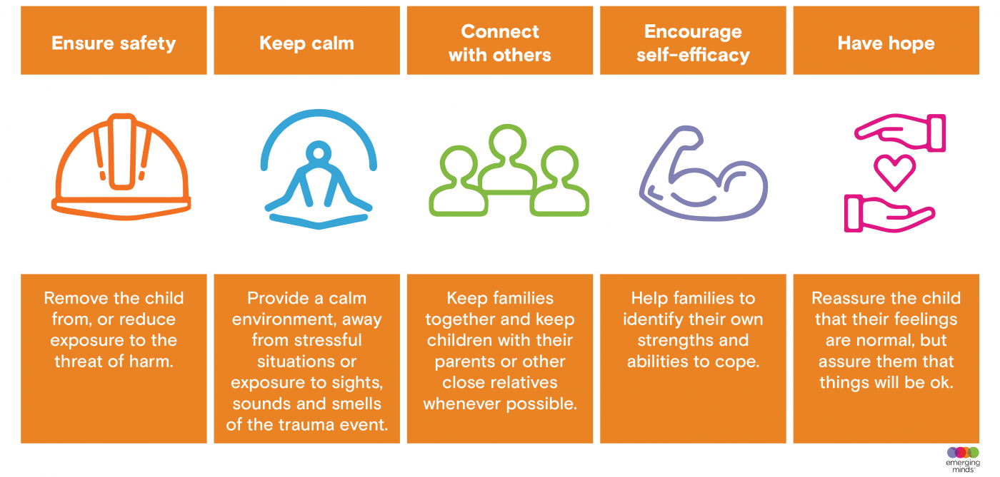 Ensure safety
Keep calm
Connect
with others
Encourage
self-efficacy
Have hope
Remove the child
from, or reduce
exposure to the
threat of harm.
Provide a calm
environment, away
from stressful
situations or
exposure to sights,
sounds and smells
of the trauma event.
Keep families
together and keep
children with their
parents or other
close relatives
whenever possible.
Help families to
identify their own
strengths and
abilities to cope.
Reassure the child
that their feelings
are normal, but
assure them that
things will be ok.
emerging
minds